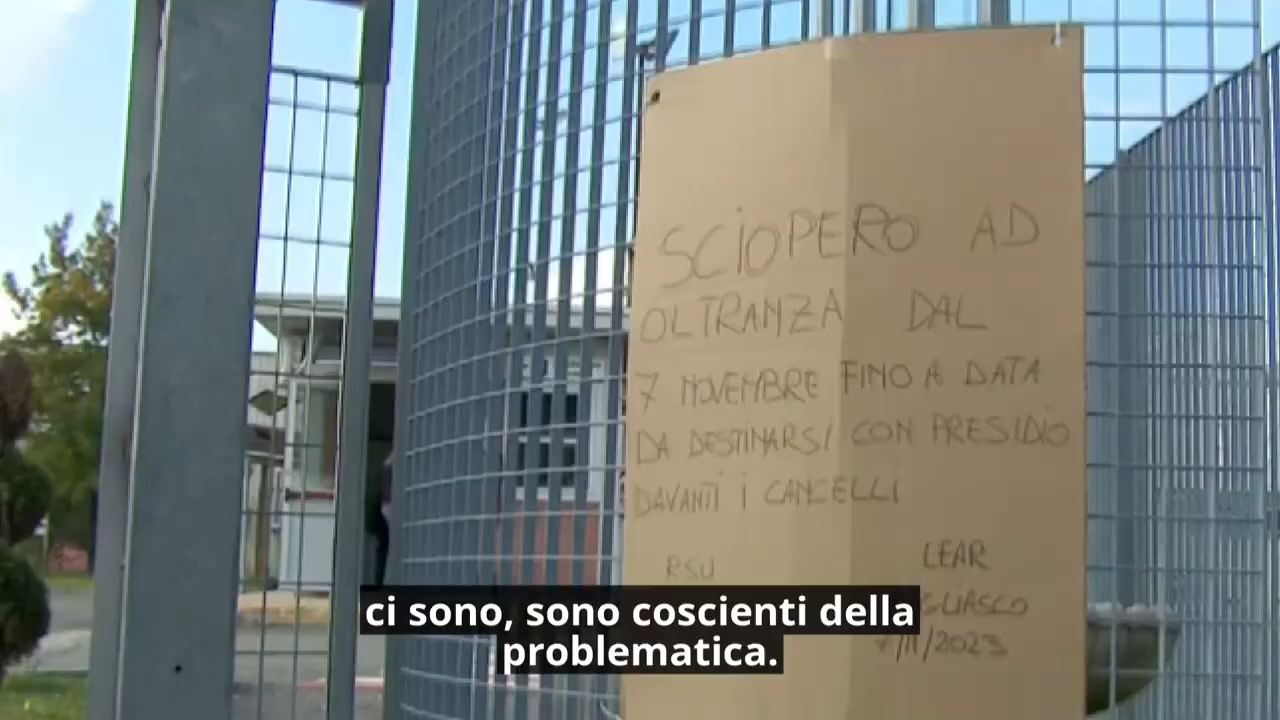 SCIOPERO AD
OLTRANZA DAL
7 NOVEMBRE FINO A DATA
DA DESTINARSI CON PRESIDIO
DAVANTI I CANCELLI
RSU LEAR
/11/2023
ci sono, sono coscienti della
problematica.